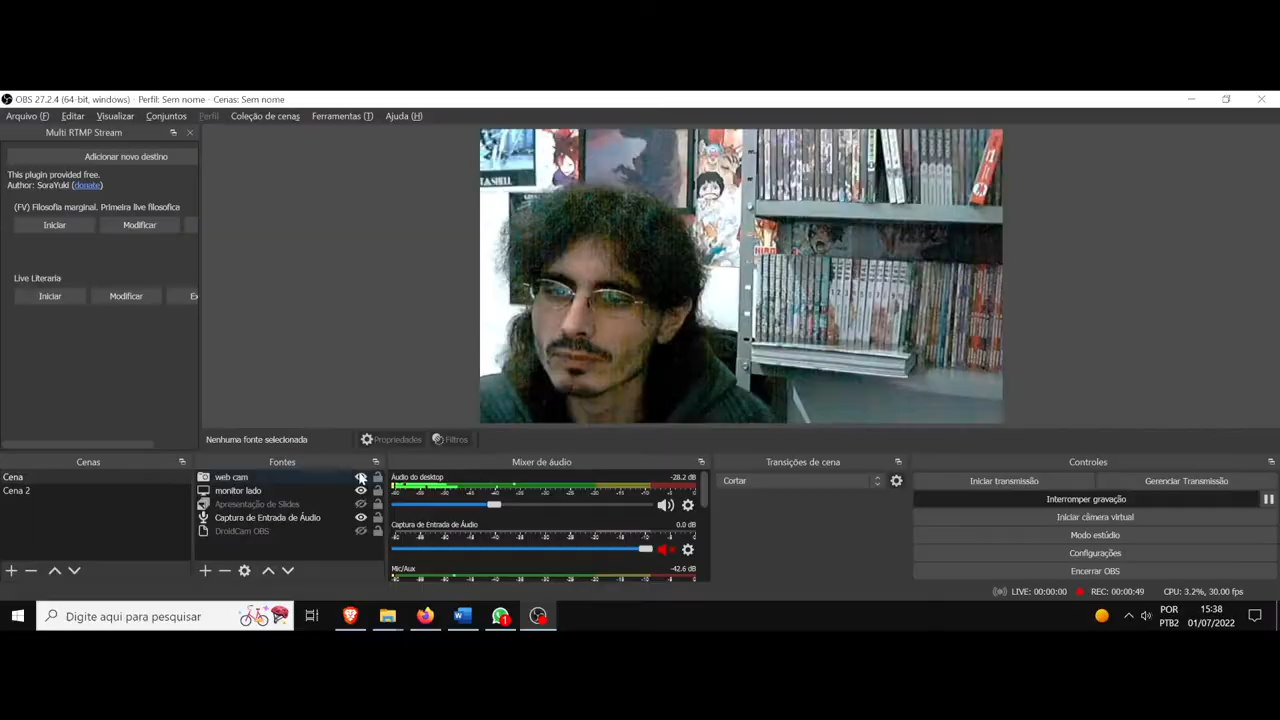 OBS 27.2.4 (64-bit, windows) - Perfil: Sem nome - Cenas: Sem nome
Arquivo (F) Editar Visualizar Conjuntos Perfil Coleção de cenas Ferramentas (T) Ajuda (H)
Multi RTMP Stream
Adicionar novo destino
This plugin provided free.
Author: SoraYuki (donate)
(FV) Filosofia marginal. Primeira live filosofica
Iniciar Modificar
Live Literaria
Iniciar Modificar
Nenhuma fonte selecionada Propriedades Filtros
Cenas
Cena
Cena 2
Fontes
web cam
monitor lado
Apresentação de Slides
Captura de Entrada de Áudio
DroidCam OBS
Mixer de áudio
Áudio do desktop -28.2 dB
Captura de Entrada de Áudio 0.0 dB
Mic/Aux -42.6 dB
Transições de cena
Cortar
Controles
Iniciar transmissão Gerenciar Transmissão
Interromper gravação
Iniciar câmera virtual
Modo estúdio
Configurações
Encerrar OBS
LIVE: 00:00:00 REC: 00:00:49 CPU: 3.2%, 30.00 fps
Digite aqui para pesquisar
1
POR
PTB2
15:38
01/07/2022